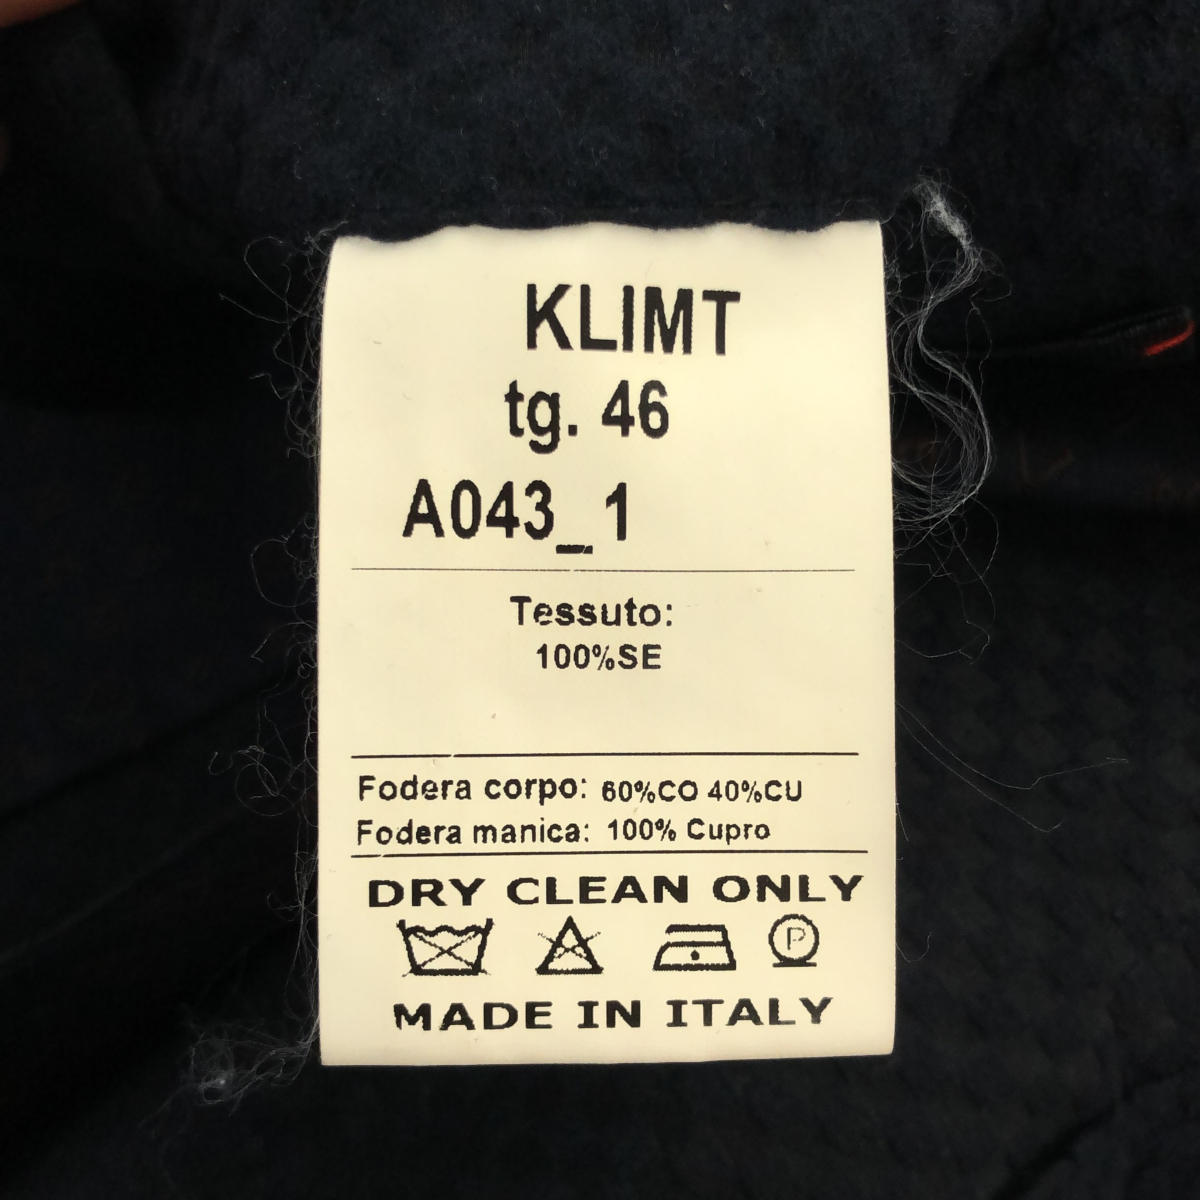 KLIMT
tg. 46
A043_1
Tessuto:
100%SE
Fodera corpo: 60%CO 40%CU
Fodera manica: 100% Cupro
DRY CLEAN ONLY
P
MADE IN ITALY